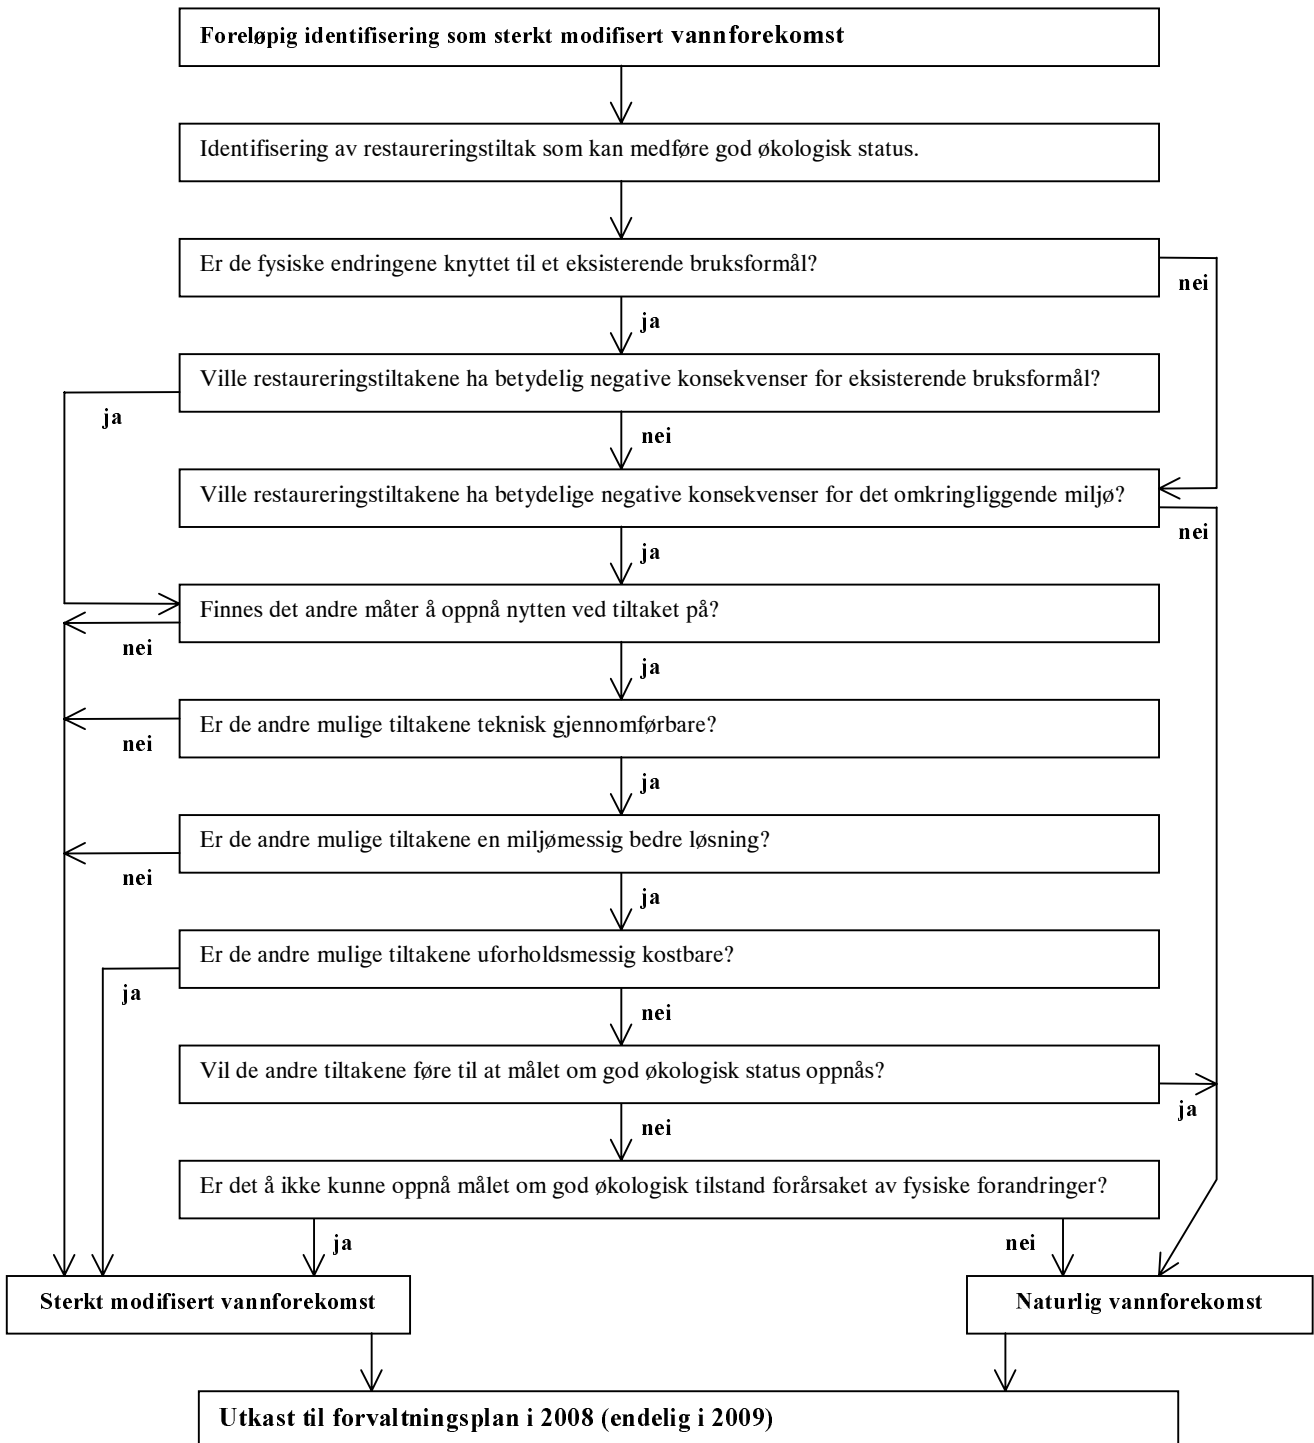 Foreløpig identifisering som sterkt modifisert vannforekomst
Identifisering av restaureringstiltak som kan medføre god økologisk status.
Er de fysiske endringene knyttet til et eksisterende bruksformål?
nei
ja
Ville restaureringstiltakene ha betydelig negative konsekvenser for eksisterende bruksformål?
ja
nei
Ville restaureringstiltakene ha betydelige negative konsekvenser for det omkringliggende miljø?
nei
ja
Finnes det andre måter å oppnå nytten ved tiltaket på?
nei
ja
Er de andre mulige tiltakene teknisk gjennomførbare?
nei
ja
Er de andre mulige tiltakene en miljømessig bedre løsning?
nei
ja
Er de andre mulige tiltakene uforholdsmessig kostbare?
ja
nei
Vil de andre tiltakene føre til at målet om god økologisk status oppnås?
ja
nei
Er det å ikke kunne oppnå målet om god økologisk tilstand forårsaket av fysiske forandringer?
ja
nei
Sterkt modifisert vannforekomst
Naturlig vannforekomst
Utkast til forvaltningsplan i 2008 (endelig i 2009)